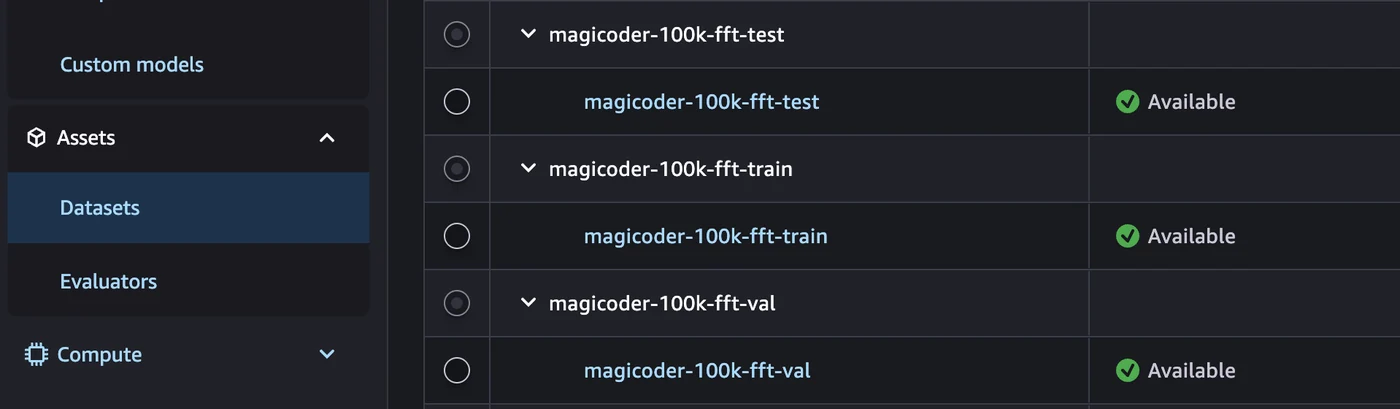 Custom models
Assets
Datasets
Evaluators
Compute
magicoder-100k-fft-test
magicoder-100k-fft-test Available
magicoder-100k-fft-train
magicoder-100k-fft-train Available
magicoder-100k-fft-val
magicoder-100k-fft-val Available